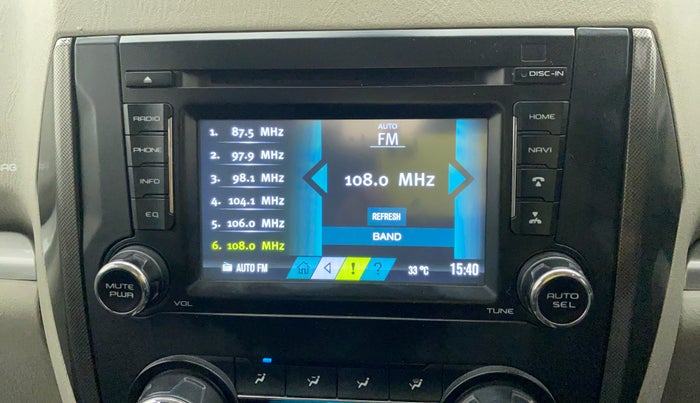 DISC-IN
RADIO
PHONE
INFO
EQ
HOME
NAVI
1. 87.5 MHz
2. 97.9 MHz
3. 98.1 MHz
4. 104.1 MHz
5. 106.0 MHz
6. 108.0 MHz
AUTO
FM
108.0 MHz
REFRESH
BAND
AUTO FM
!
?
33 °C
15:40
MUTE
PWR
VOL
TUNE
AUTO
SEL